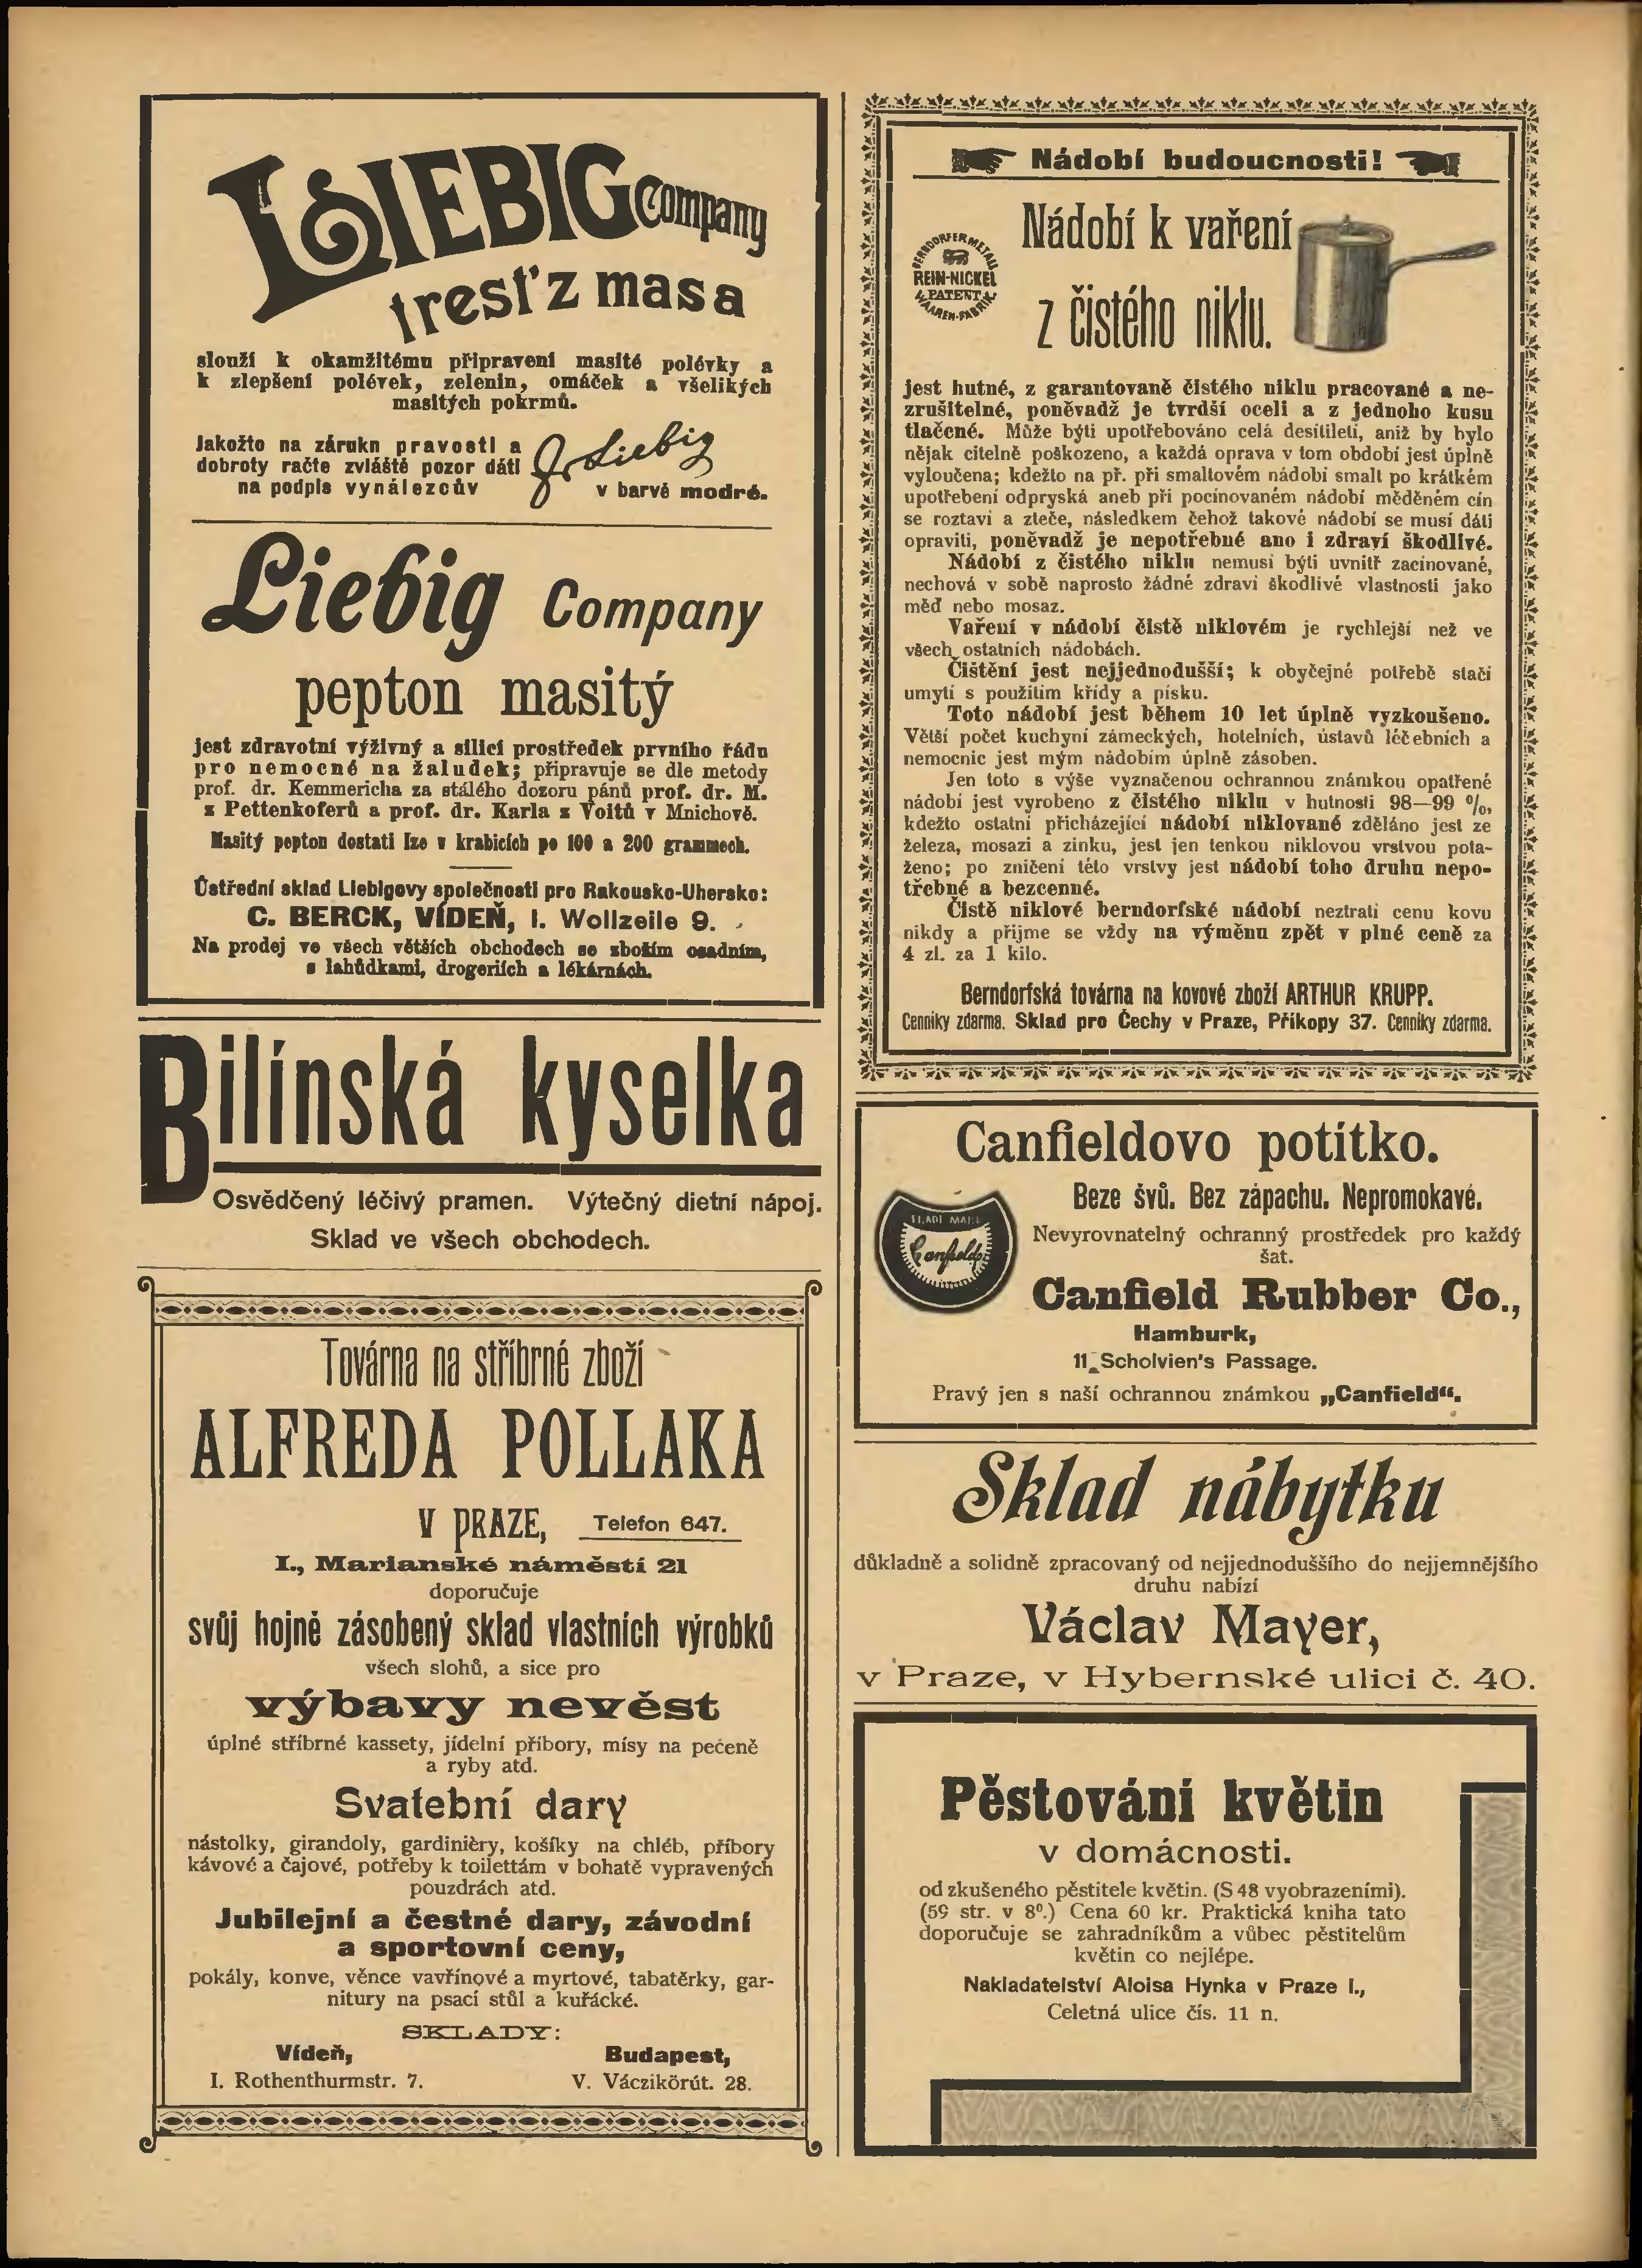 LIEBIG Company
tresť z masa
slouží k okamžitému připravení masité polévky a
k zlepšení polévek, zelenin, omáček a všelikých
masitých pokrmů.
Jakožto na záruku pravosti a
dobroty račte zvláště pozor dáti
na podpis vynálezcův
J. Liebig
v barvě modré.
Liebig Company
pepton masitý
jest zdravotní výživný a sílicí prostředek prvního řádu
pro nemocné na žaludek; připravuje se dle metody
prof. dr. Kemmericha za stálého dozoru pánů prof. dr. M.
z Pettenkoferů a prof. dr. Karla z Voitů v Mnichově.
Masitý pepton dostati lze v krabicích po 100 a 200 grammech.
Ústřední sklad Liebigovy společnosti pro Rakousko-Uhersko:
C. BERCK, VÍDEŇ, I. Wollzeile 9.
Na prodej ve všech větších obchodech se zbožím osadním,
s lahůdkami, drogeriích a lékárnách.
Bilínská kyselka
Osvědčený léčivý pramen. Výtečný dietní nápoj.
Sklad ve všech obchodech.
Továrna na stříbrné zboží
ALFREDA POLLAKA
V PRAZE, Telefon 647.
I., Marianské náměstí 21
doporučuje
svůj hojně zásobený sklad vlastních výrobků
všech slohů, a sice pro
výbavy nevěst
úplné stříbrné kassety, jídelní příbory, mísy na pečeně
a ryby atd.
Svatební dary
nástolky, girandoly, gardiniěry, košíky na chléb, příbory
kávové a čajové, potřeby k toilettám v bohatě vypravených
pouzdrách atd.
Jubilejní a čestné dary, závodní
a sportovní ceny,
pokály, konve, věnce vavřínové a myrtové, tabatěrky, gar-
nitury na psací stůl a kuřácké.
SKLADY:
Vídeň, Budapest,
I. Rothenthurmstr. 7. V. Váczikörút. 28.
Nádobí budoucnosti!
Nádobí k vaření
z čistého niklu.
BERNDORFER METALL
REIN-NICKEL
PATENT
WAAREN-FABRIK
jest hutné, z garantovaně čistého niklu pracované a ne-
zrušitelné, poněvadž je tvrdší oceli a z jednoho kusu
tlačené. Může býti upotřebováno celá desítiletí, aniž by bylo
nějak citelně poškozeno, a každá oprava v tom období jest úplně
vyloučena; kdežto na př. při smaltovém nádobí smalt po krátkém
upotřebení odpryská aneb při pocínovaném nádobí měděném cín
se roztaví a zteče, následkem čehož takové nádobí se musí dáti
opraviti, poněvadž je nepotřebné ano i zdraví škodlivé.
Nádobí z čistého niklu nemusí býti uvnitř zacínované,
nechová v sobě naprosto žádné zdraví škodlivé vlastnosti jako
měď nebo mosaz.
Vaření v nádobí čistě niklovém je rychlejší než ve
všech ostatních nádobách.
Čištění jest nejjednodušší; k obyčejné potřebě stačí
umytí s použitím křídy a písku.
Toto nádobí jest během 10 let úplně vyzkoušeno.
Větší počet kuchyní zámeckých, hotelních, ústavů léčebních a
nemocnic jest mým nádobím úplně zásoben.
Jen toto s výše vyznačenou ochrannou známkou opatřené
nádobí jest vyrobeno z čistého niklu v hutnosti 98—99 %,
kdežto ostatní přicházející nádobí niklované zděláno jest ze
železa, mosazi a zinku, jest jen tenkou niklovou vrstvou pota-
ženo; po zničení této vrstvy jest nádobí toho druhu nepo-
třebné a bezcenné.
Čistě niklové berndorfské nádobí neztratí cenu kovu
nikdy a přijme se vždy na výměnu zpět v plné ceně za
4 zl. za 1 kilo.
Berndorfská továrna na kovové zboží ARTHUR KRUPP.
Cenníky zdarma. Sklad pro Čechy v Praze, Příkopy 37. Cenníky zdarma.
Canfieldovo potítko.
Beze švů. Bez zápachu. Nepromokavé.
Canfield
Nevyrovnatelný ochranný prostředek pro každý
šat.
Canfield Rubber Co.,
Hamburk,
11 Scholvien's Passage.
Pravý jen s naší ochrannou známkou „Canfield“.
Sklad nábytku
důkladně a solidně zpracovaný od nejjednoduššího do nejjemnějšího
druhu nabízí
Václav Mayer,
v Praze, v Hybernské ulici č. 40.
Pěstování květin
v domácnosti.
od zkušeného pěstitele květin. (S 48 vyobrazeními).
(59 str. v 8⁰.) Cena 60 kr. Praktická kniha tato
doporučuje se zahradníkům a vůbec pěstitelům
květin co nejlépe.
Nakladatelství Aloisa Hynka v Praze I.,
Celetná ulice čís. 11 n.